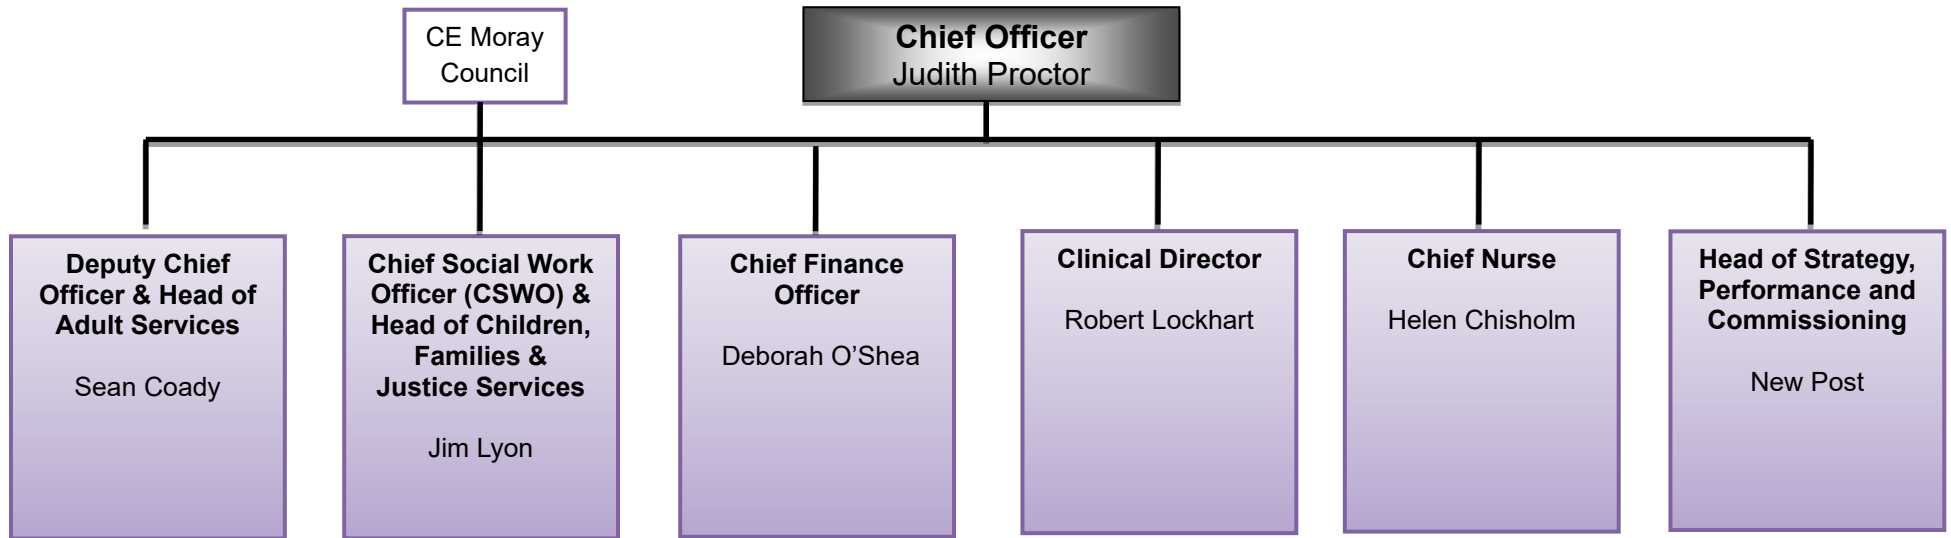 CE Moray
Council
Chief Officer
Judith Proctor
Deputy Chief
Officer & Head of
Adult Services
Sean Coady
Chief Social Work
Officer (CSWO) &
Head of Children,
Families &
Justice Services
Jim Lyon
Chief Finance
Officer
Deborah O’Shea
Clinical Director
Robert Lockhart
Chief Nurse
Helen Chisholm
Head of Strategy,
Performance and
Commissioning
New Post